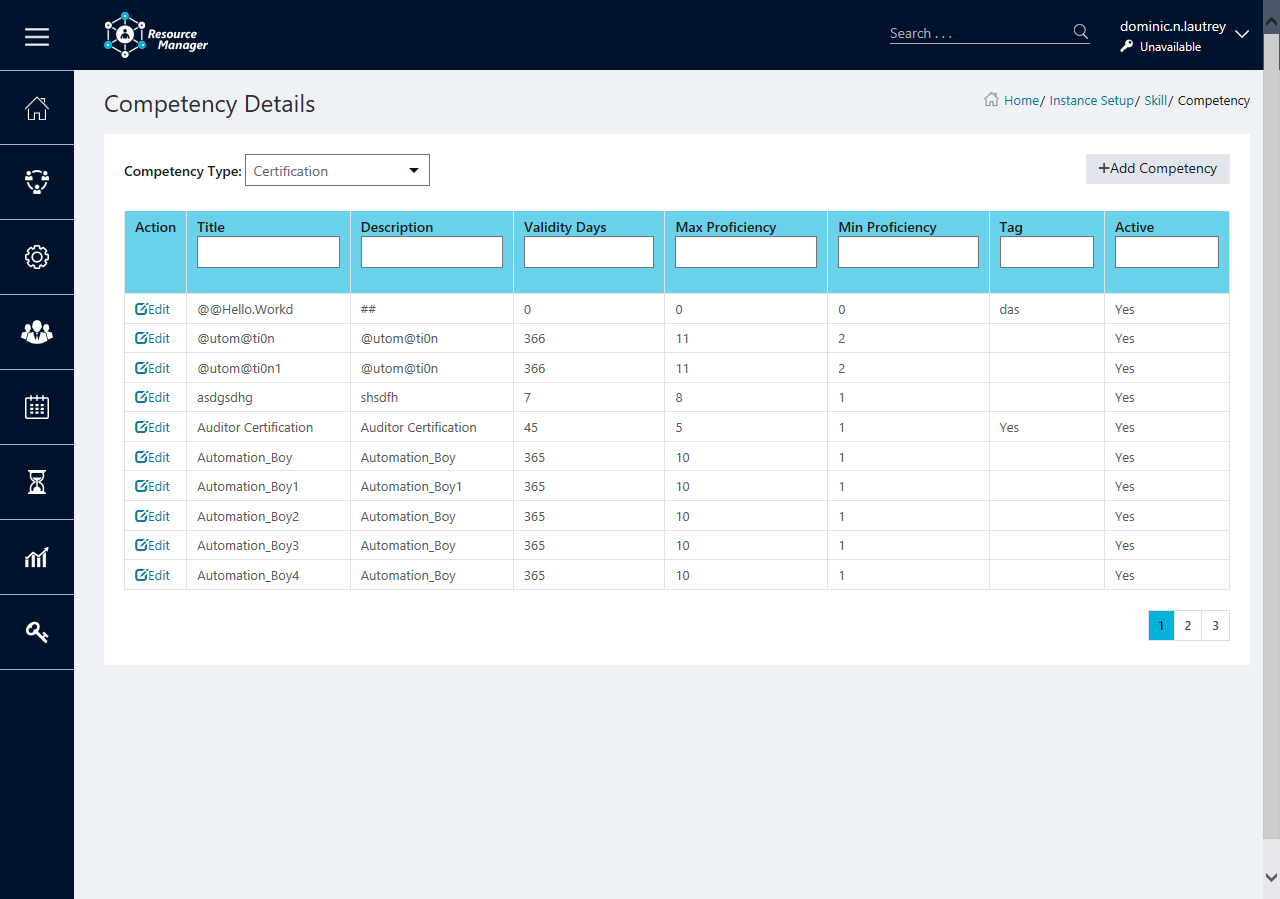 Resource
Manager
Search . . .
dominic.n.lautrey
Unavailable
Competency Details
Home/ Instance Setup/ Skill/ Competency
Competency Type: Certification
+Add Competency
Action Title Description Validity Days Max Proficiency Min Proficiency Tag Active
Edit @@Hello.Workd ## 0 0 0 das Yes
Edit @utom@ti0n @utom@ti0n 366 11 2 Yes
Edit @utom@ti0n1 @utom@ti0n 366 11 2 Yes
Edit asdgsdhg shsdfh 7 8 1 Yes
Edit Auditor Certification Auditor Certification 45 5 1 Yes Yes
Edit Automation_Boy Automation_Boy 365 10 1 Yes
Edit Automation_Boy1 Automation_Boy1 365 10 1 Yes
Edit Automation_Boy2 Automation_Boy 365 10 1 Yes
Edit Automation_Boy3 Automation_Boy 365 10 1 Yes
Edit Automation_Boy4 Automation_Boy 365 10 1 Yes
1 2 3